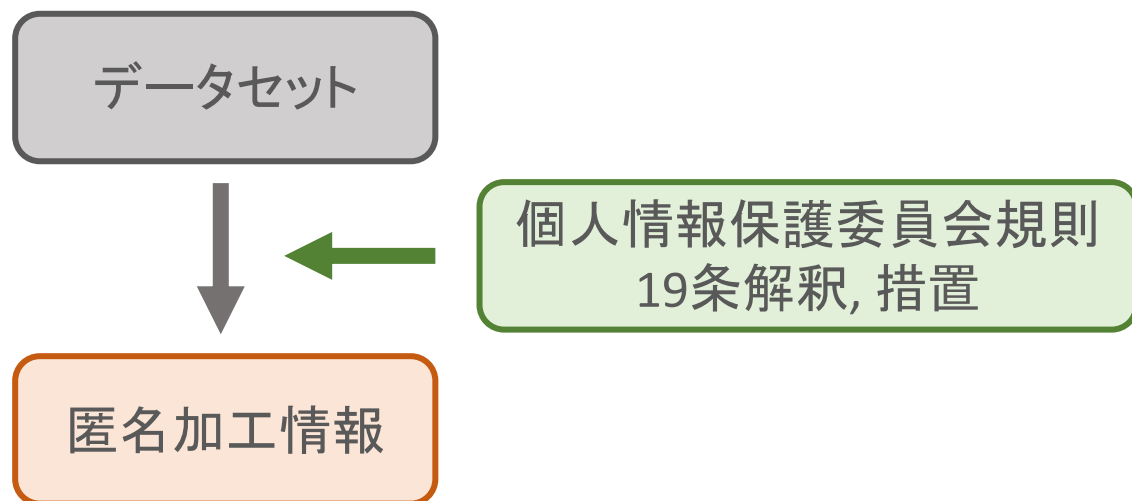 データセット
個人情報保護委員会規則
19条解釈, 措置
匿名加工情報